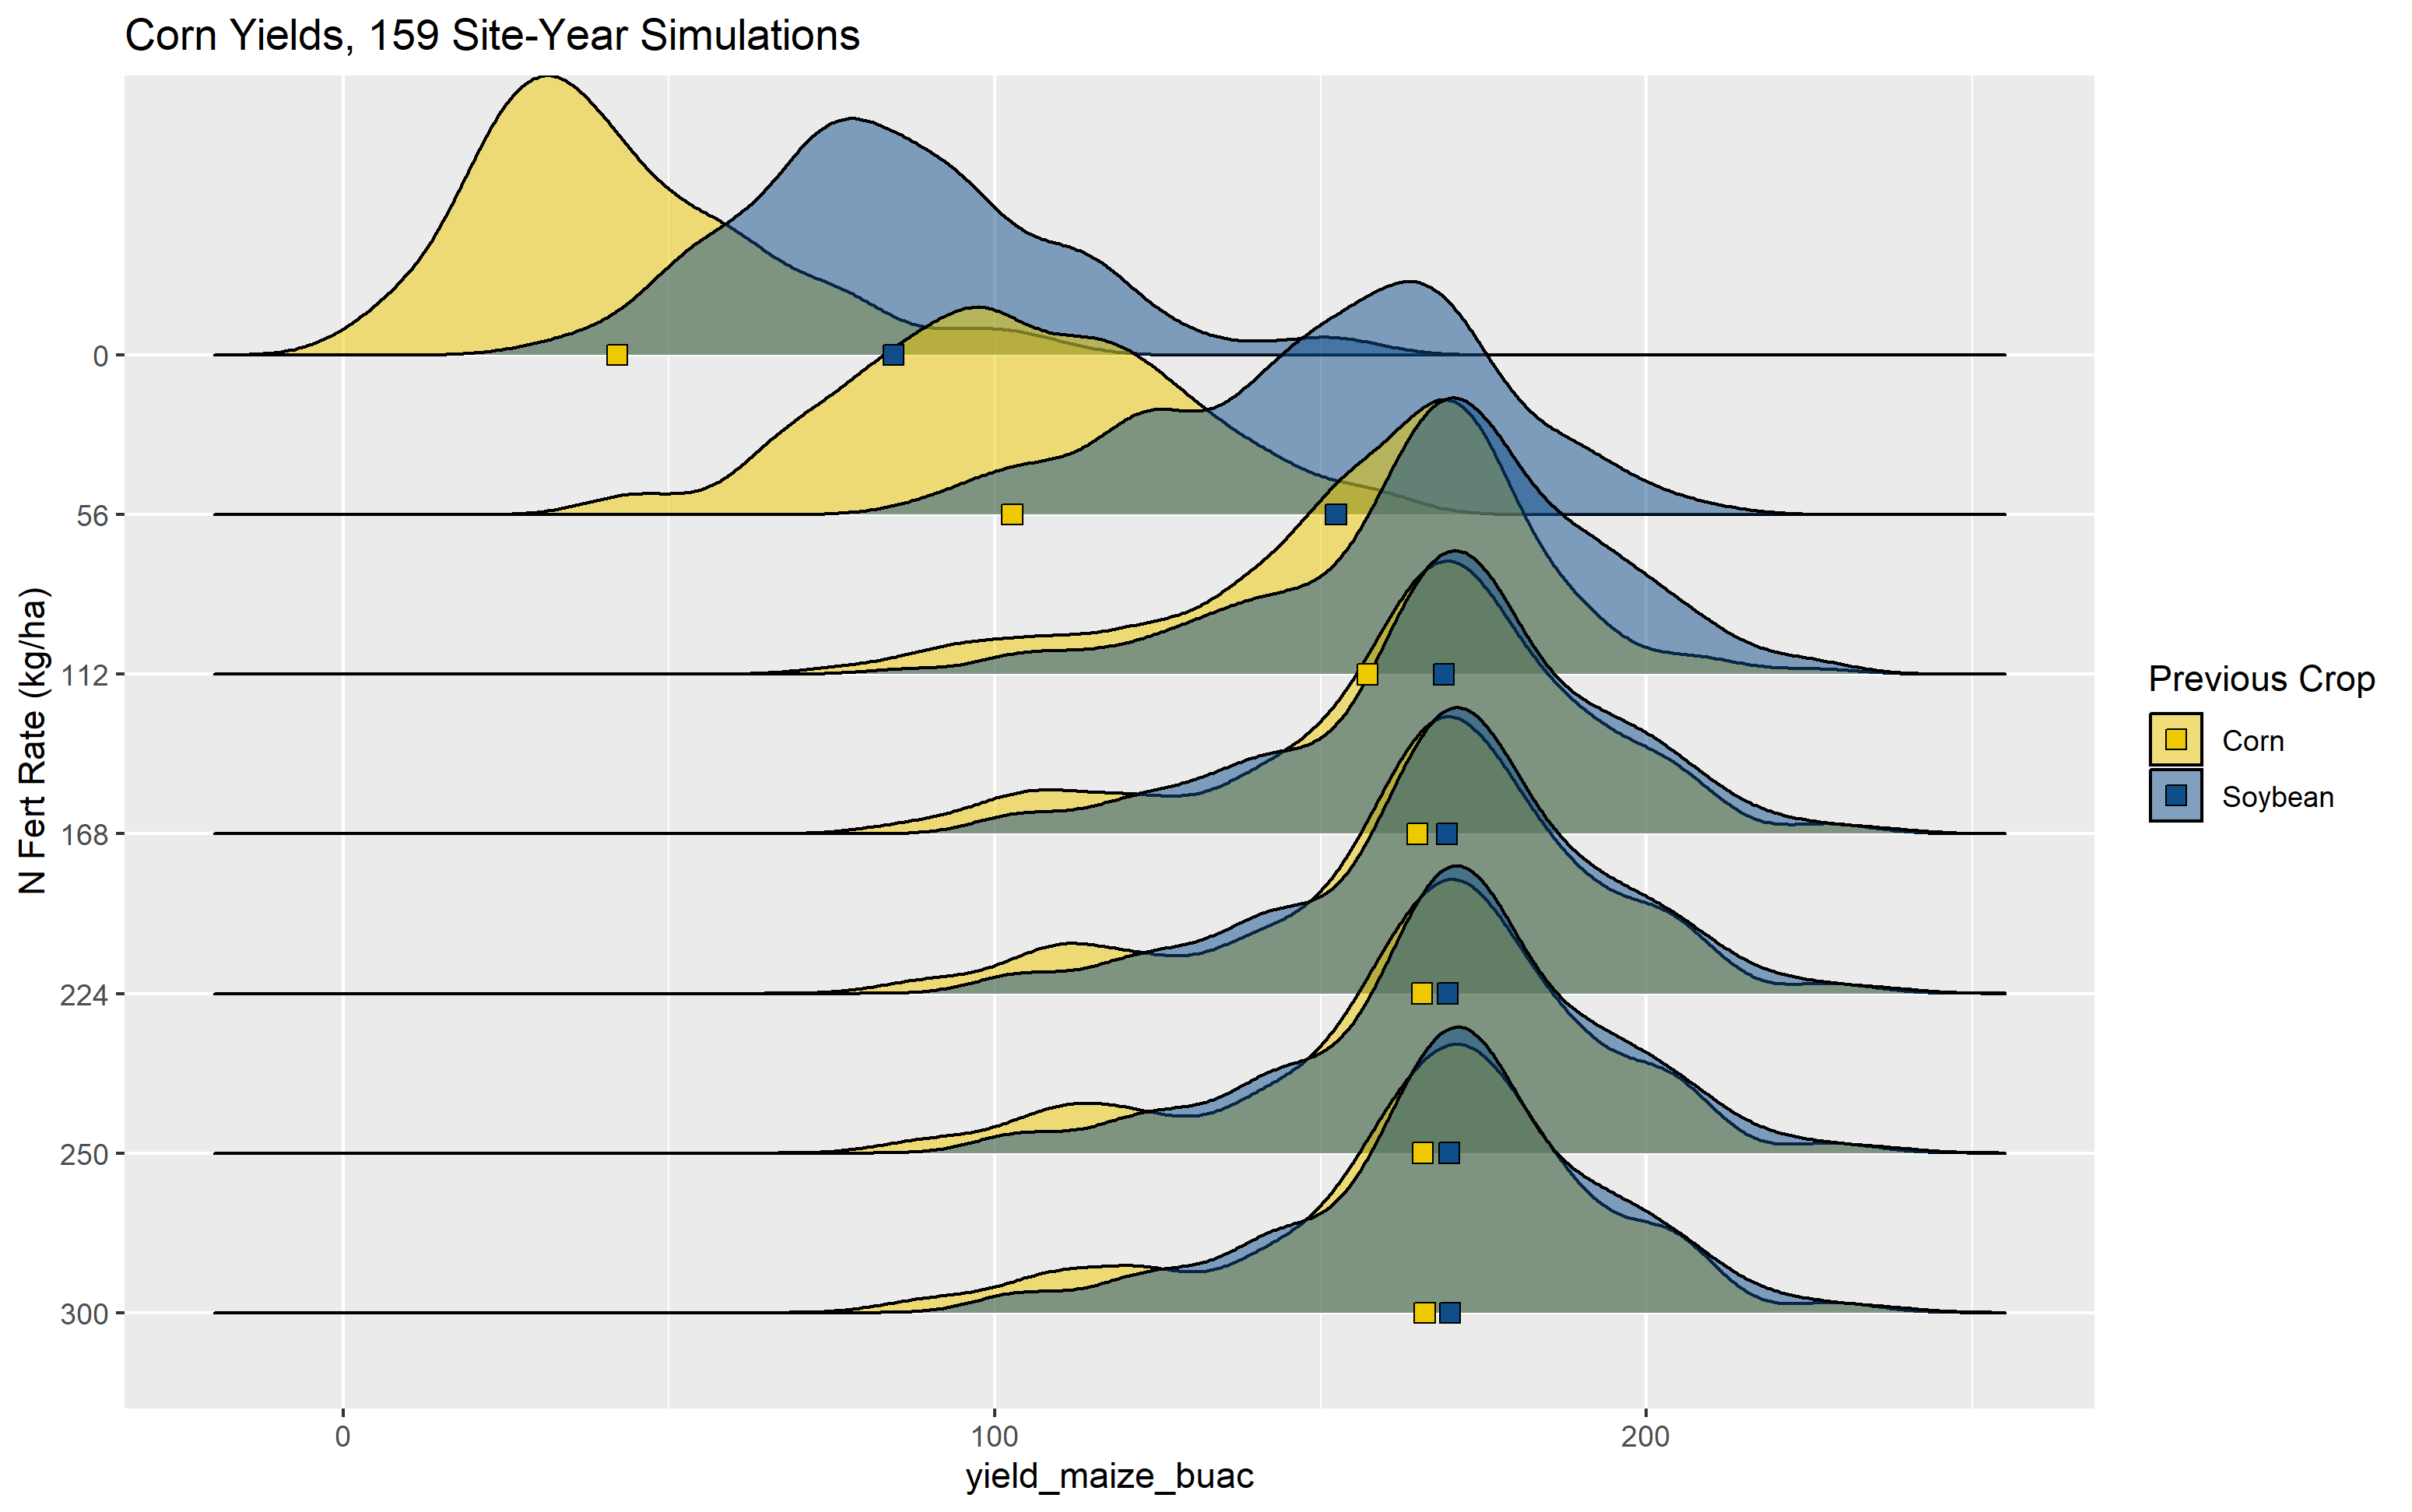 Corn Yields, 159 Site-Year Simulations
N Fert Rate (kg/ha)
0
56
112
168
224
250
300
0 100 200
yield_maize_buac
Previous Crop
Corn
Soybean